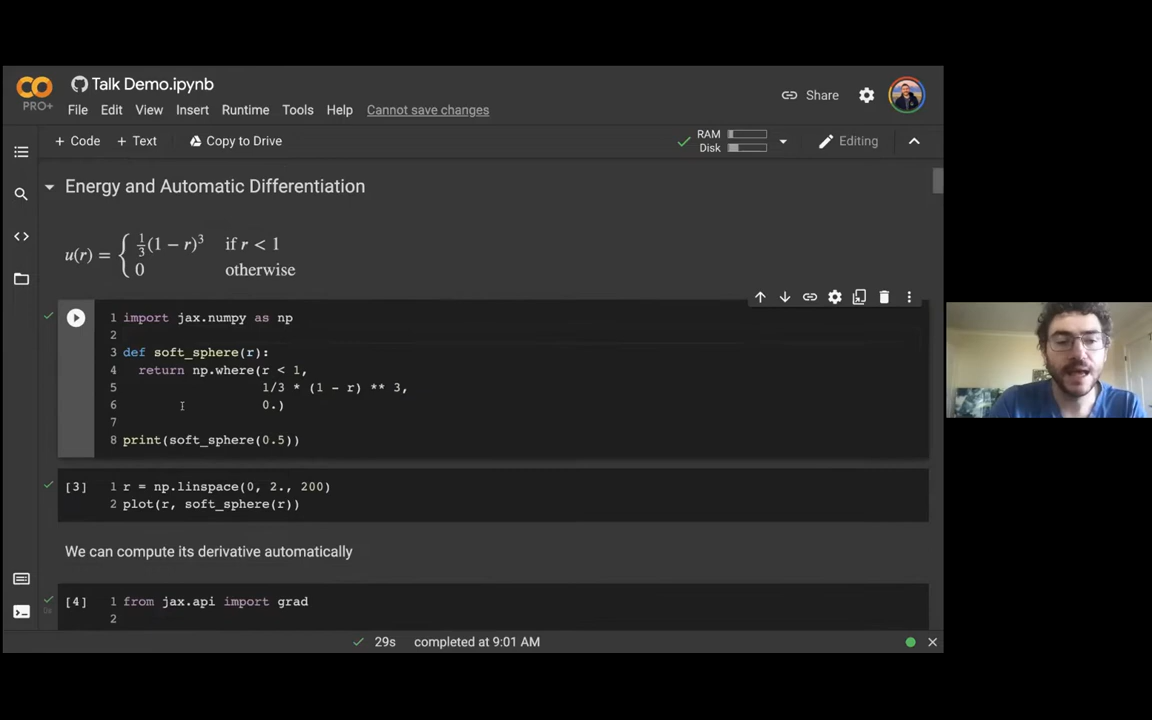 Talk Demo.ipynb
PRO+
File Edit View Insert Runtime Tools Help Cannot save changes
Share
+ Code + Text Copy to Drive
RAM
Disk
Editing
Energy and Automatic Differentiation
u(r) = { 1/3(1 − r)³ if r < 1
0 otherwise
1 import jax.numpy as np
2
3 def soft_sphere(r):
4 return np.where(r < 1,
5 1/3 * (1 - r) ** 3,
6 0.)
7
8 print(soft_sphere(0.5))
[3] 1 r = np.linspace(0, 2., 200)
2 plot(r, soft_sphere(r))
We can compute its derivative automatically
[4] 1 from jax.api import grad
2
29s completed at 9:01 AM